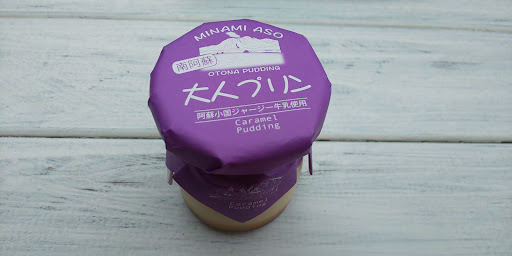 MINAMI ASO
南阿蘇
OTONA PUDDING
大人プリン
阿蘇小国ジャージー牛乳使用
Caramel
Pudding